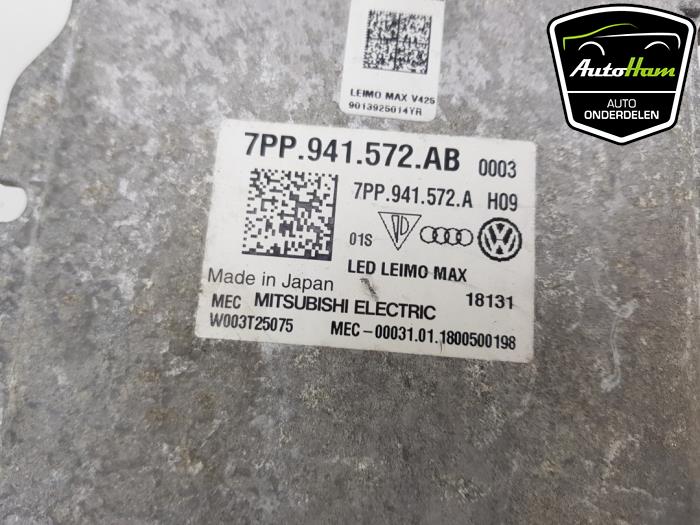 AutoHam
AUTO
ONDERDELEN
LEIMO MAX V425
9013925014YR
7PP.941.572.AB 0003
7PP.941.572.A H09
01S
LED LEIMO MAX
Made in Japan
18131
MEC MITSUBISHI ELECTRIC
W003T25075 MEC-00031.01.1800500198